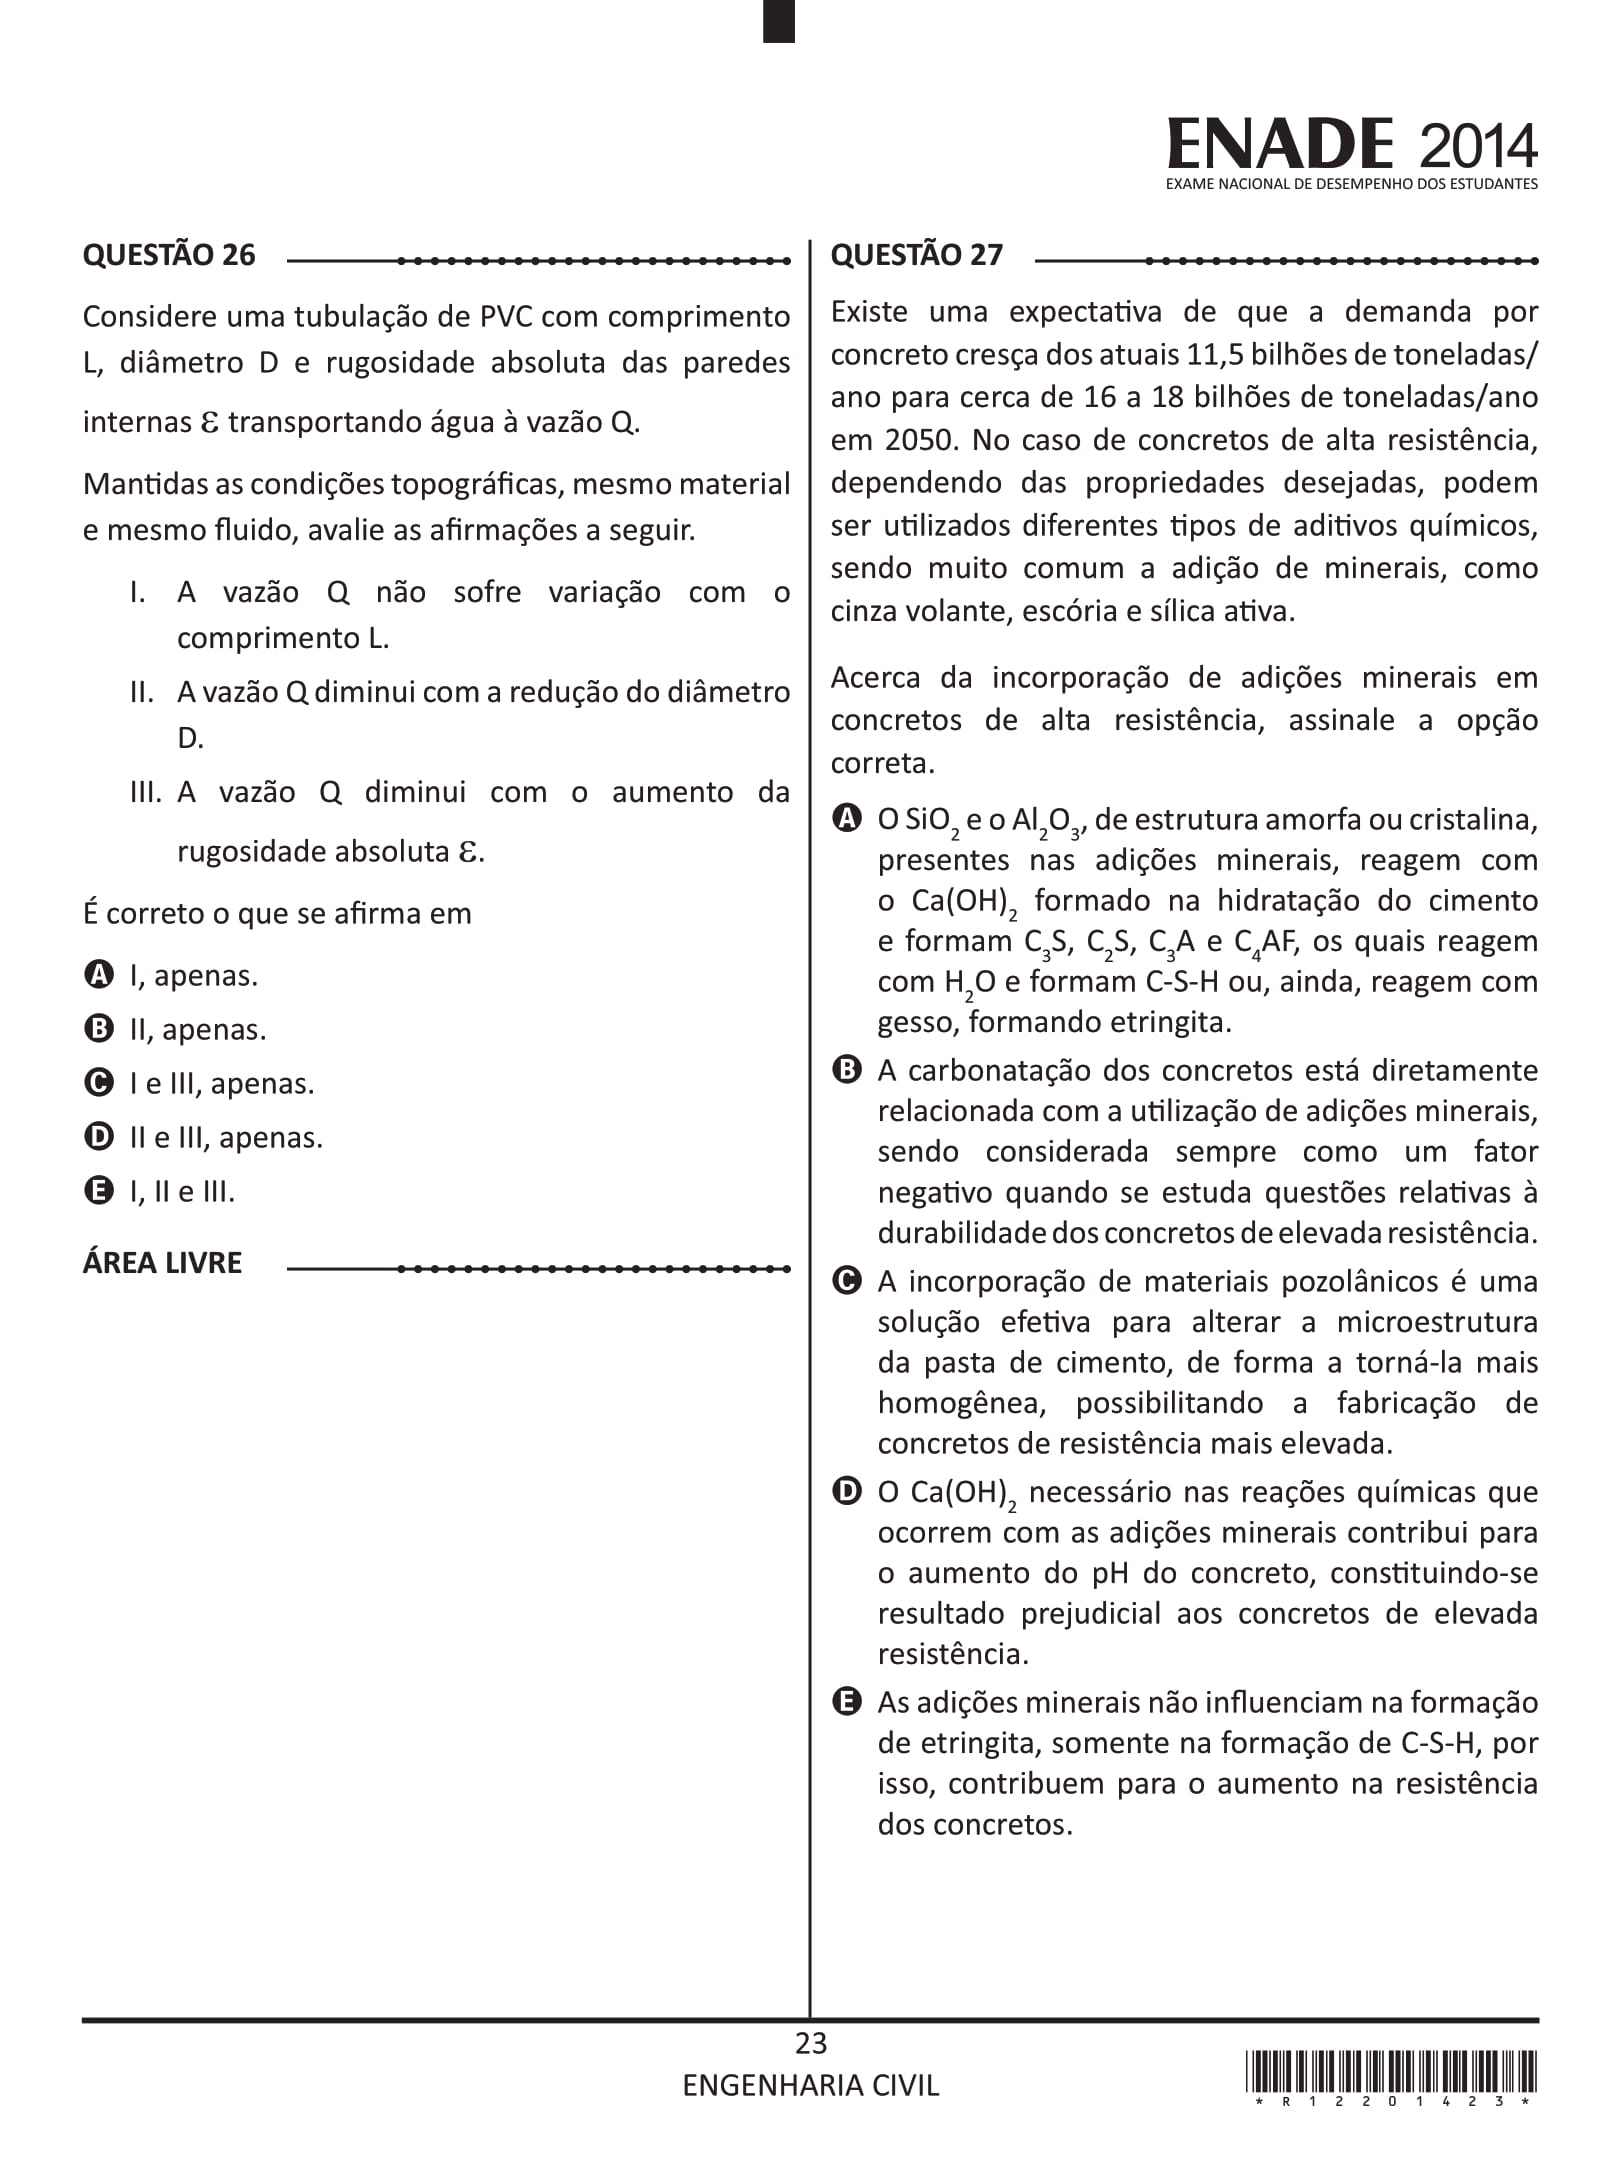 ENADE 2014
EXAME NACIONAL DE DESEMPENHO DOS ESTUDANTES
QUESTÃO 26
Considere uma tubulação de PVC com comprimento
L, diâmetro D e rugosidade absoluta das paredes
internas ε transportando água à vazão Q.
Mantidas as condições topográficas, mesmo material
e mesmo fluido, avalie as afirmações a seguir.
I. A vazão Q não sofre variação com o
comprimento L.
II. A vazão Q diminui com a redução do diâmetro
D.
III. A vazão Q diminui com o aumento da
rugosidade absoluta ε.
É correto o que se afirma em
A I, apenas.
B II, apenas.
C I e III, apenas.
D II e III, apenas.
E I, II e III.
ÁREA LIVRE
QUESTÃO 27
Existe uma expectativa de que a demanda por
concreto cresça dos atuais 11,5 bilhões de toneladas/
ano para cerca de 16 a 18 bilhões de toneladas/ano
em 2050. No caso de concretos de alta resistência,
dependendo das propriedades desejadas, podem
ser utilizados diferentes tipos de aditivos químicos,
sendo muito comum a adição de minerais, como
cinza volante, escória e sílica ativa.
Acerca da incorporação de adições minerais em
concretos de alta resistência, assinale a opção
correta.
A O SiO₂ e o Al₂O₃, de estrutura amorfa ou cristalina,
presentes nas adições minerais, reagem com
o Ca(OH)₂ formado na hidratação do cimento
e formam C₃S, C₂S, C₃A e C₄AF, os quais reagem
com H₂O e formam C-S-H ou, ainda, reagem com
gesso, formando etringita.
B A carbonatação dos concretos está diretamente
relacionada com a utilização de adições minerais,
sendo considerada sempre como um fator
negativo quando se estuda questões relativas à
durabilidade dos concretos de elevada resistência.
C A incorporação de materiais pozolânicos é uma
solução efetiva para alterar a microestrutura
da pasta de cimento, de forma a torná-la mais
homogênea, possibilitando a fabricação de
concretos de resistência mais elevada.
D O Ca(OH)₂ necessário nas reações químicas que
ocorrem com as adições minerais contribui para
o aumento do pH do concreto, constituindo-se
resultado prejudicial aos concretos de elevada
resistência.
E As adições minerais não influenciam na formação
de etringita, somente na formação de C-S-H, por
isso, contribuem para o aumento na resistência
dos concretos.
23
ENGENHARIA CIVIL
*R12201423*